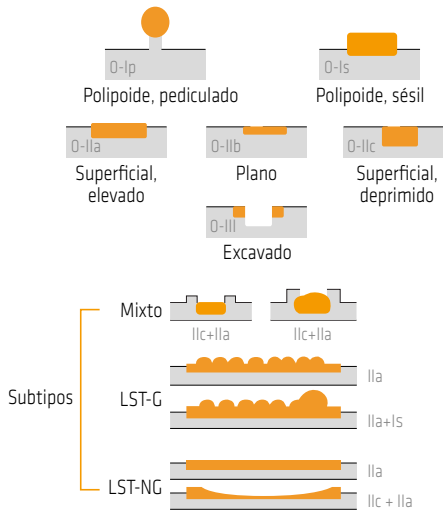 0-Ip
Polipoide, pediculado
0-Is
Polipoide, sésil
0-IIa
Superficial,
elevado
0-IIb
Plano
0-IIc
Superficial,
deprimido
0-III
Excavado
Subtipos
Mixto
IIc+IIa
IIc+IIa
LST-G
IIa
IIa+Is
LST-NG
IIa
IIc + IIa